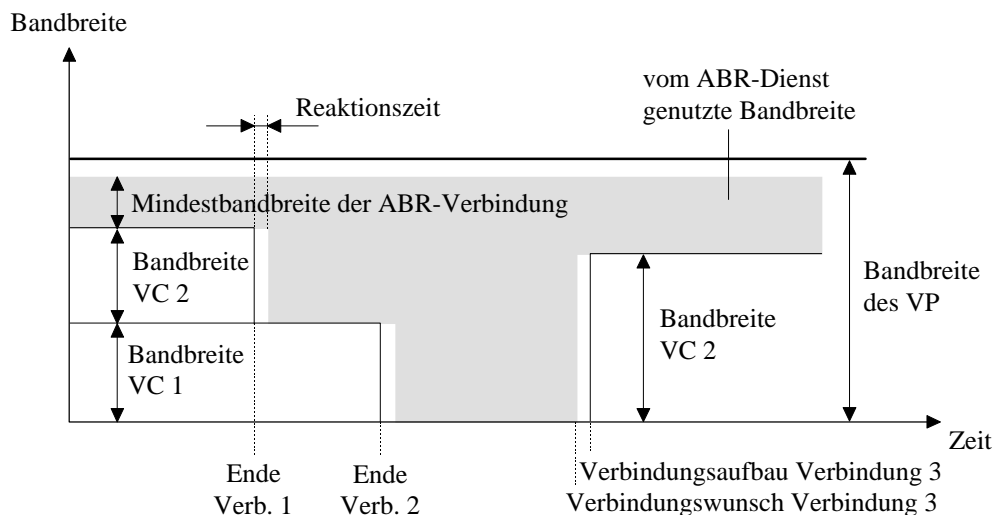 Bandbreite
vom ABR-Dienst
genutzte Bandbreite
Reaktionszeit
Mindestbandbreite der ABR-Verbindung
Bandbreite
VC 2
Bandbreite
des VP
Bandbreite
VC 2
Bandbreite
VC 1
Zeit
Ende
Verb. 1
Ende
Verb. 2
Verbindungsaufbau Verbindung 3
Verbindungswunsch Verbindung 3